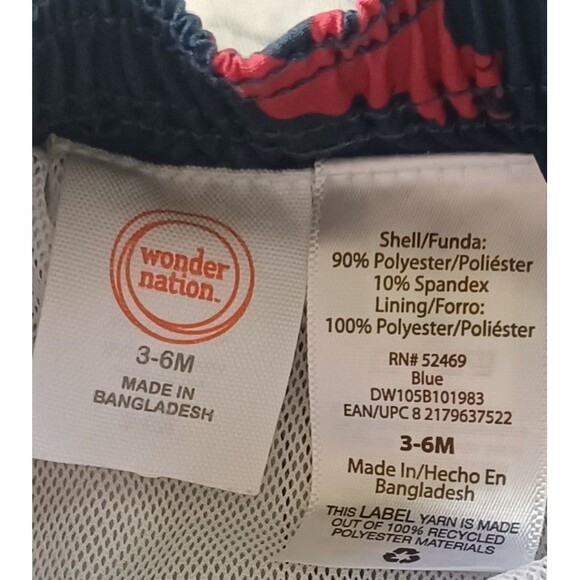 wonder
nation™
3-6M
MADE IN
BANGLADESH
Shell/Funda:
90% Polyester/Poliéster
10% Spandex
Lining/Forro:
100% Polyester/Poliéster
RN# 52469
Blue
DW105B101983
EAN/UPC 8 2179637522
3-6M
Made In/Hecho En
Bangladesh
THIS LABEL YARN IS MADE
OUT OF 100% RECYCLED
POLYESTER MATERIALS